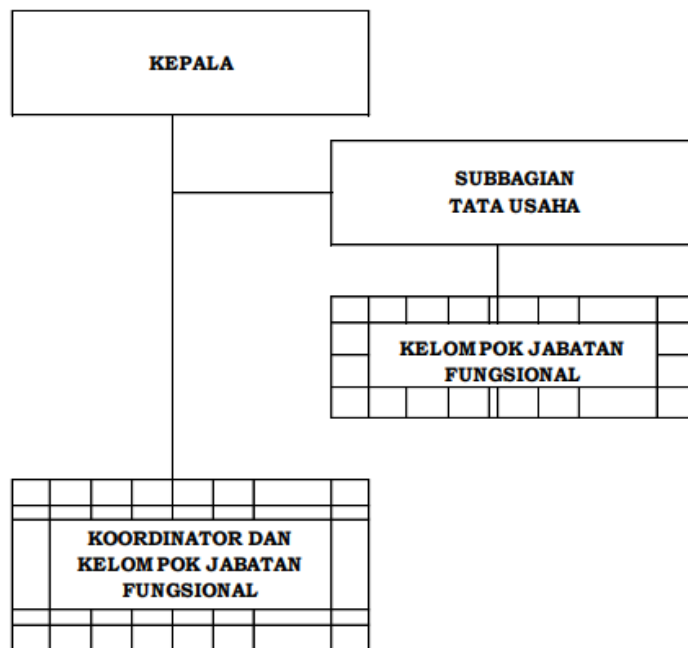 KEPALA
SUBBAGIAN
TATA USAHA
KELOMPOK JABATAN
FUNGSIONAL
KOORDINATOR DAN
KELOMPOK JABATAN
FUNGSIONAL